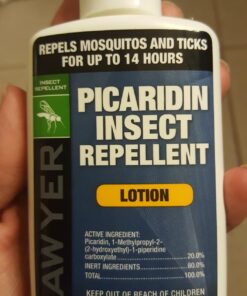 REPELS MOSQUITOS AND TICKS
FOR UP TO 14 HOURS
INSECT
REPELLENT
PICARIDIN
INSECT
REPELLENT
LOTION
AWYER
ACTIVE INGREDIENT:
Picaridin, 1-Methylpropyl-2-
(2-hydroxyethyl)-1-piperidine
carboxylate......20.0%
INERT INGREDIENTS......80.0%
TOTAL......100.0%
KEEP OUT OF REACH OF CHILDREN